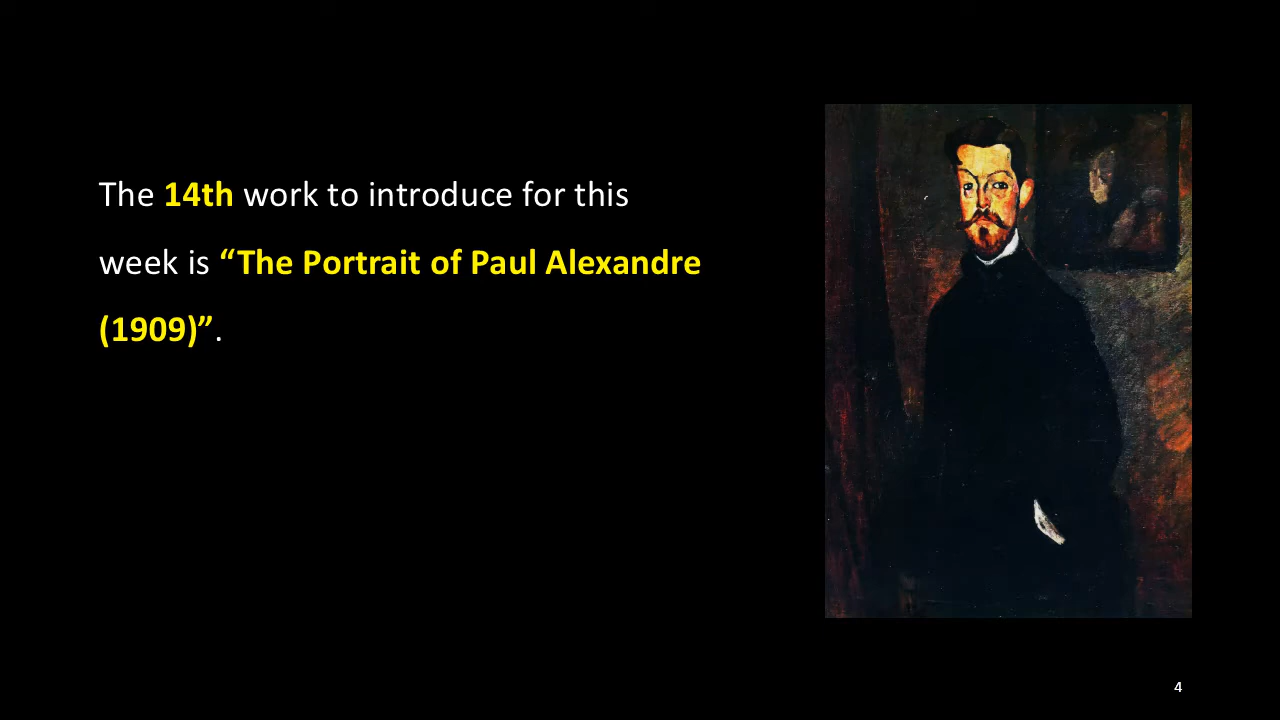 The 14th work to introduce for this
week is “The Portrait of Paul Alexandre
(1909)”.
4